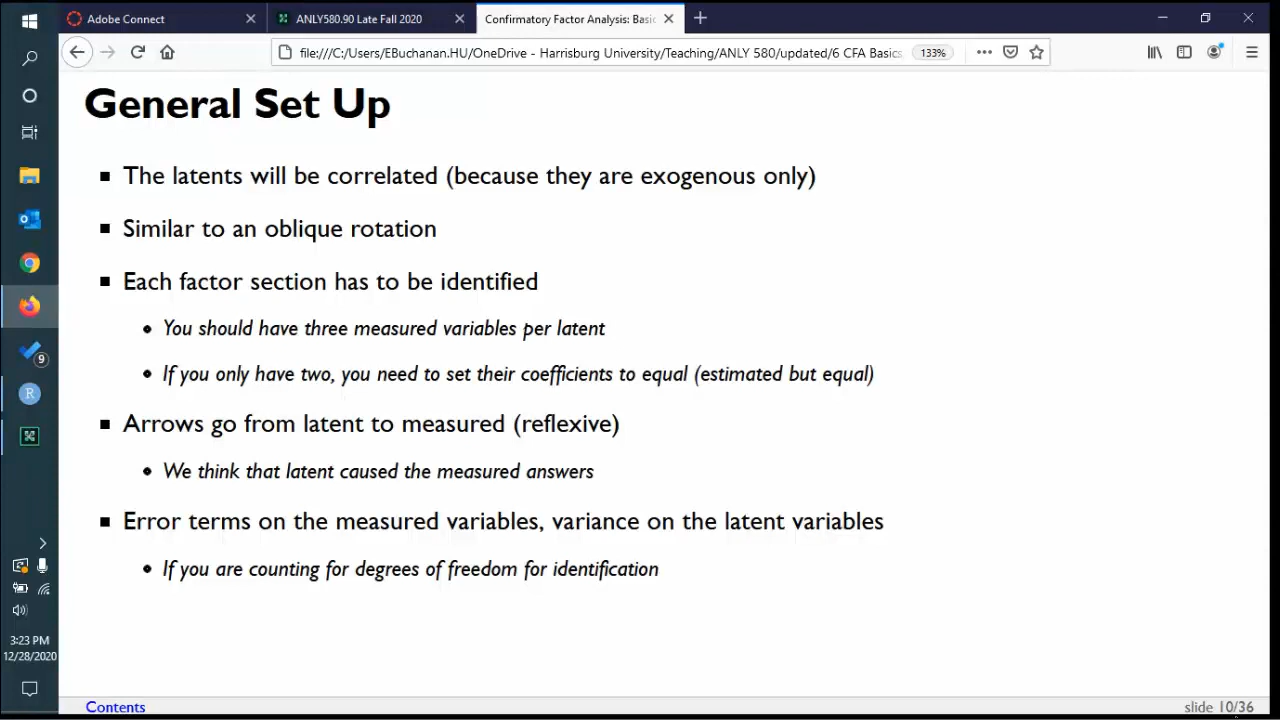 Adobe Connect
ANLY580.90 Late Fall 2020
Confirmatory Factor Analysis: Basic
file:///C:/Users/EBuchanan.HU/OneDrive - Harrisburg University/Teaching/ANLY 580/updated/6 CFA Basics
133%
General Set Up
The latents will be correlated (because they are exogenous only)
Similar to an oblique rotation
Each factor section has to be identified
You should have three measured variables per latent
If you only have two, you need to set their coefficients to equal (estimated but equal)
Arrows go from latent to measured (reflexive)
We think that latent caused the measured answers
Error terms on the measured variables, variance on the latent variables
If you are counting for degrees of freedom for identification
9
R
3:23 PM
12/28/2020
Contents
slide 10/36